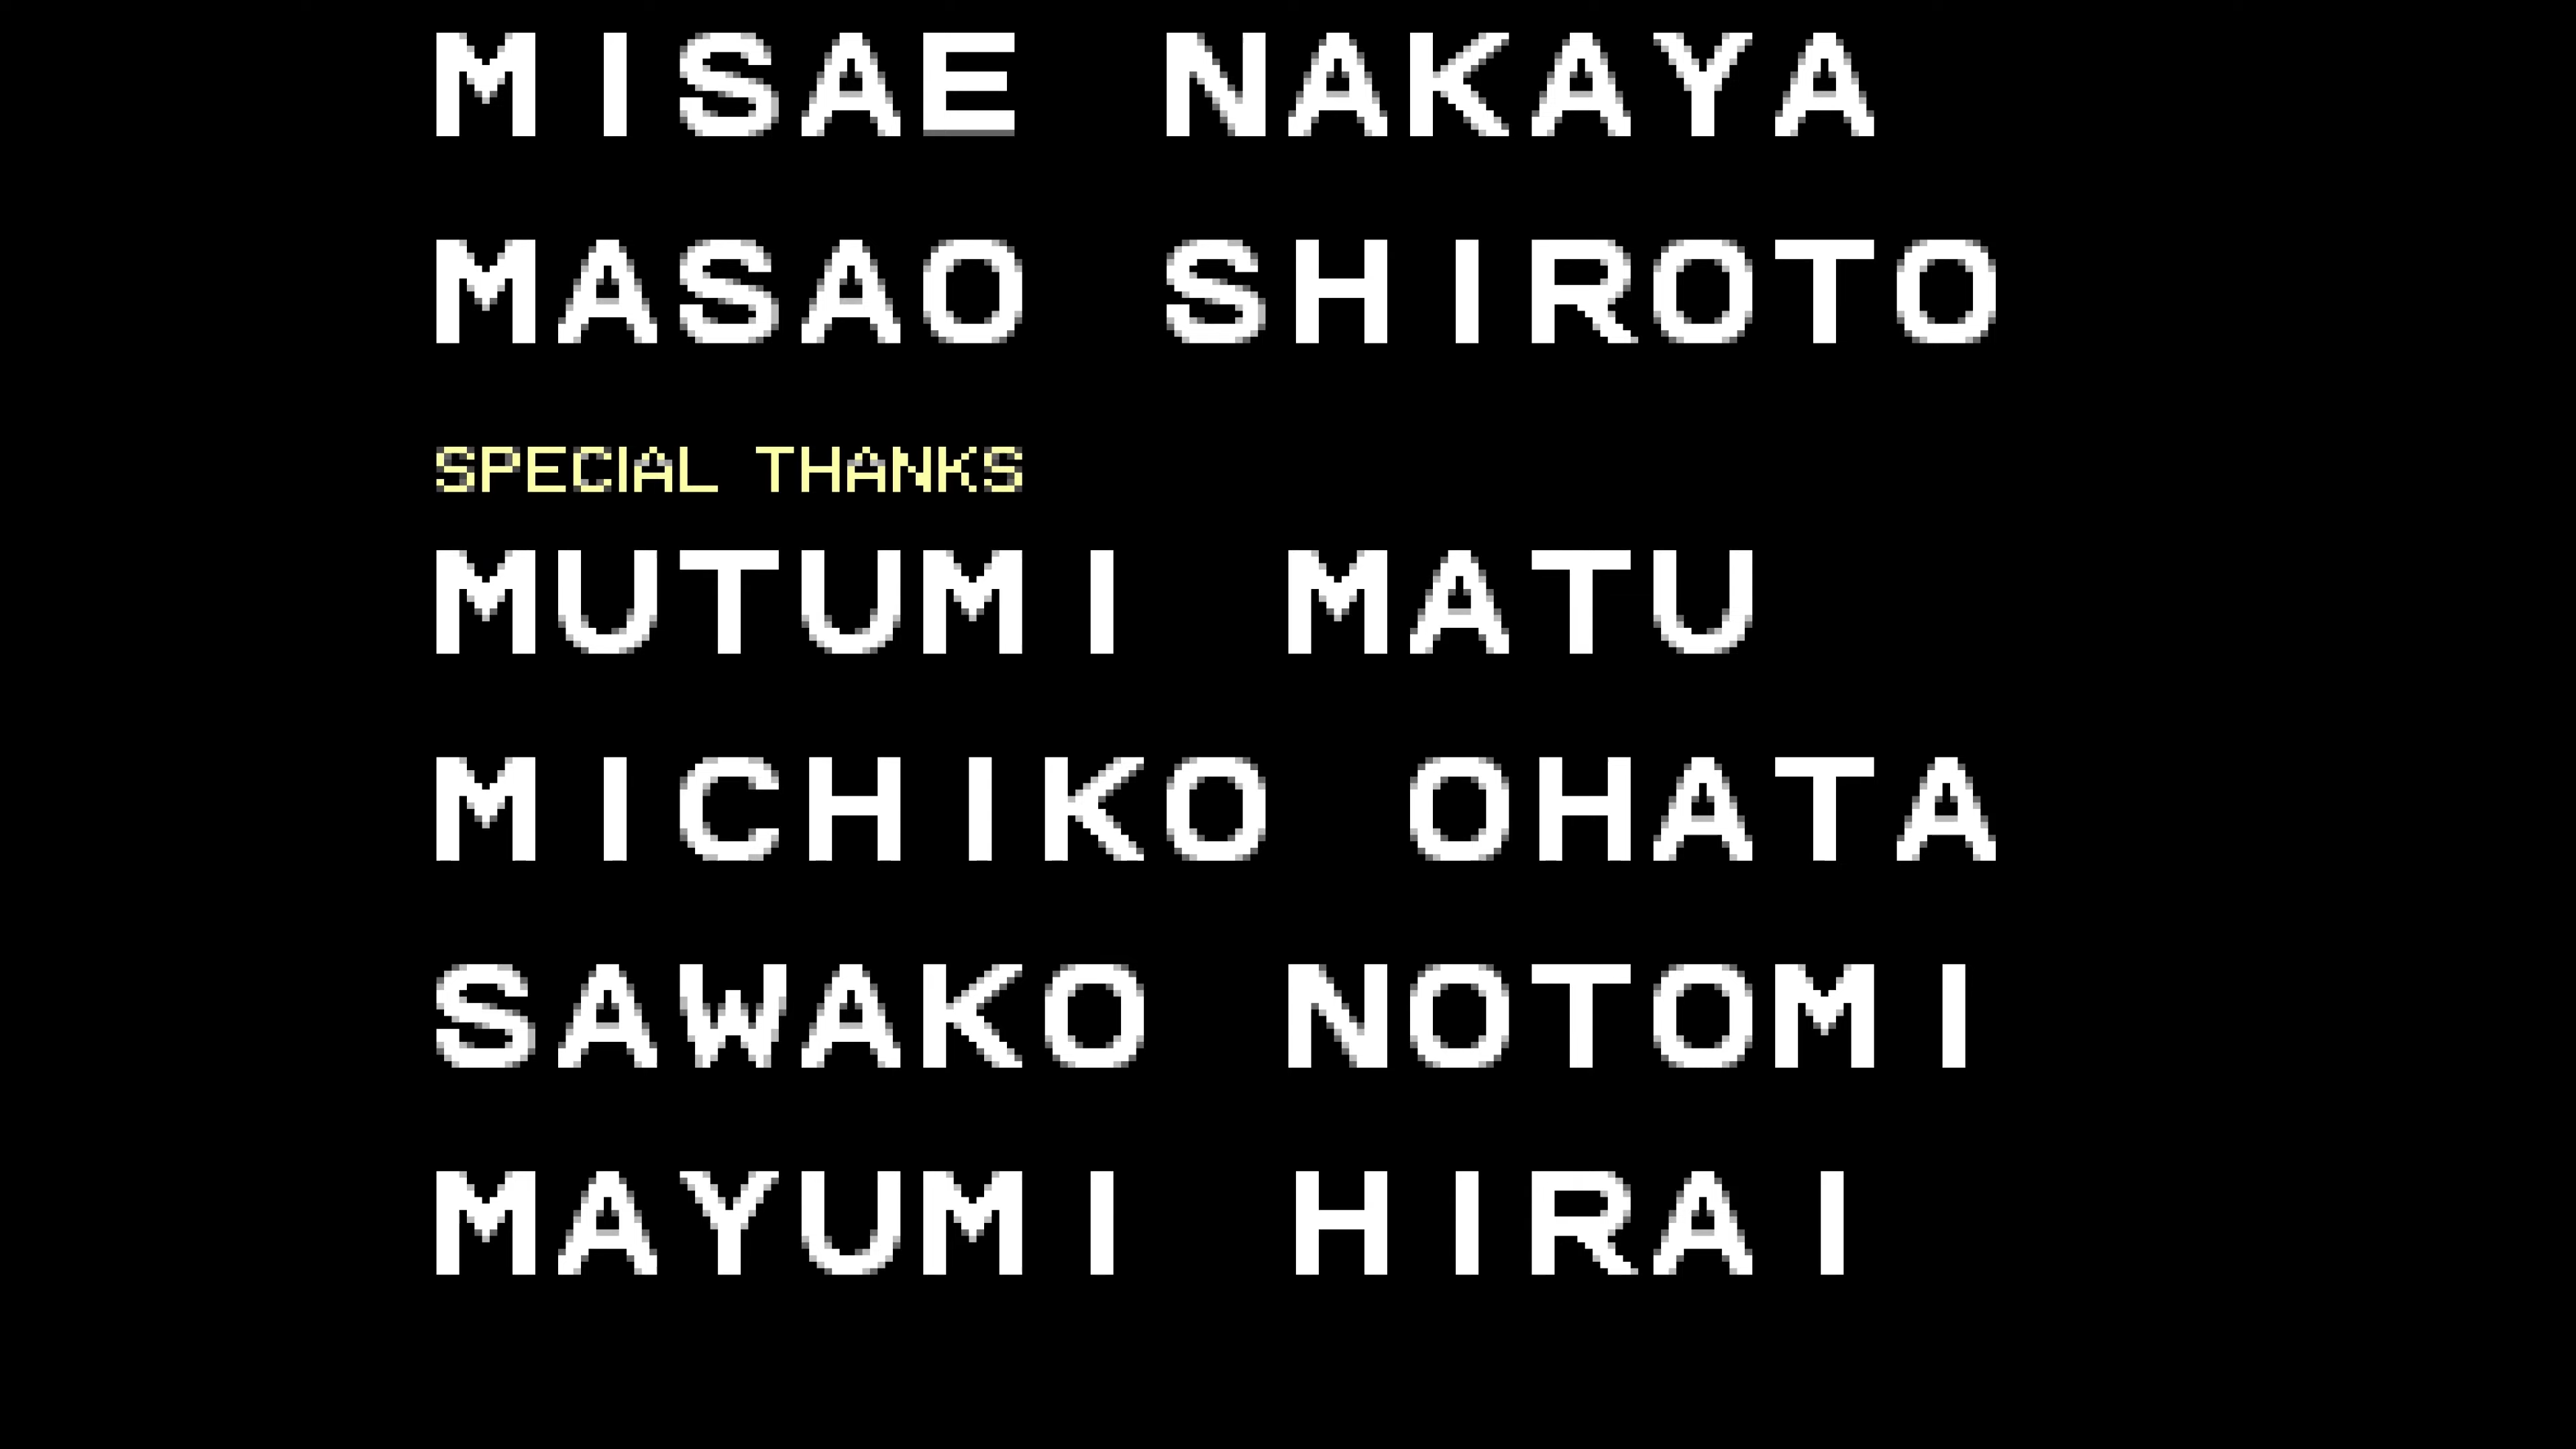 MISAE NAKAYA
MASAO SHIROTO
SPECIAL THANKS
MUTUMI MATU
MICHIKO OHATA
SAWAKO NOTOMI
MAYUMI HIRAI